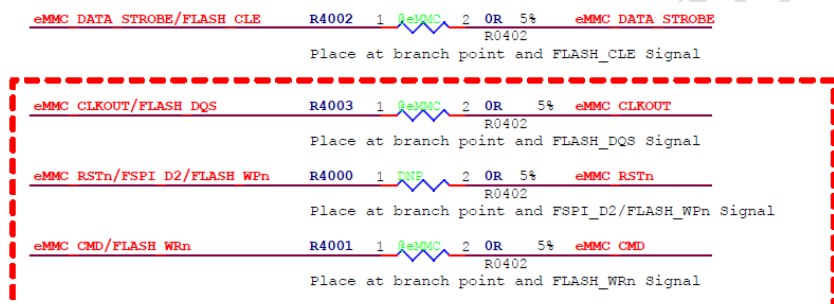 eMMC DATA STROBE/FLASH CLE R4002 1 @eMMC 2 0R 5% eMMC DATA STROBE
R0402
Place at branch point and FLASH_CLE Signal
eMMC CLKOUT/FLASH DQS R4003 1 @eMMC 2 0R 5% eMMC CLKOUT
R0402
Place at branch point and FLASH_DQS Signal
eMMC RSTn/FSPI D2/FLASH WPn R4000 1 DNP 2 0R 5% eMMC RSTn
R0402
Place at branch point and FSPI_D2/FLASH_WPn Signal
eMMC CMD/FLASH WRn R4001 1 @eMMC 2 0R 5% eMMC CMD
R0402
Place at branch point and FLASH_WRn Signal